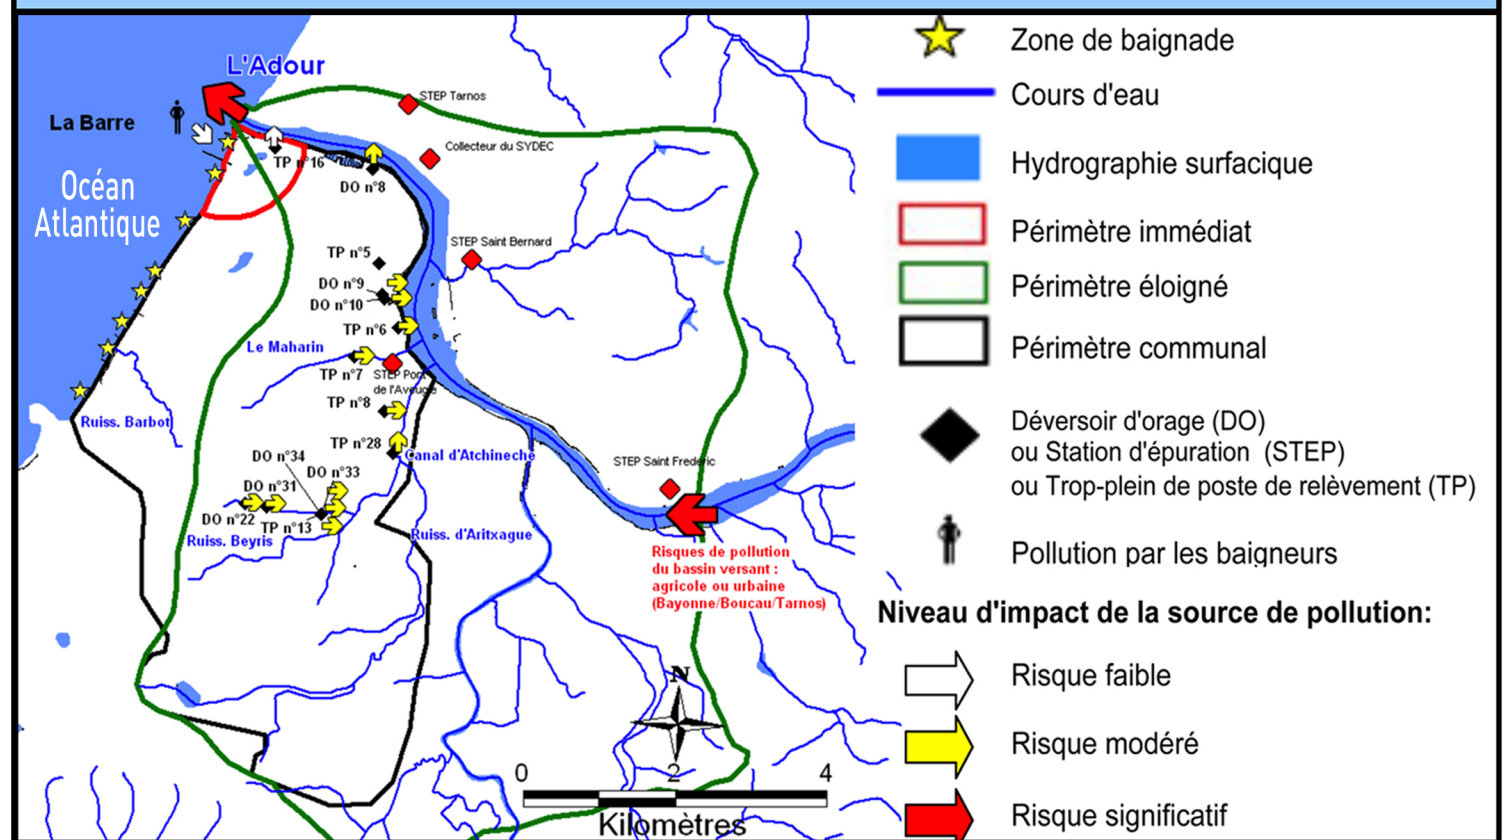 L'Adour
La Barre
Océan
Atlantique
STEP Tarnos
Collecteur du SYDEC
TP n°16
DO n°8
STEP Saint Bernard
TP n°5
DO n°9
DO n°10
TP n°6
Le Maharin
TP n°7
STEP Pont
de l'Aveugle
TP n°8
Ruiss. Barbot
TP n°28
Canal d'Atchineche
DO n°34
DO n°33
STEP Saint Frederic
DO n°31
DO n°22
TP n°13
Ruiss. Beyris
Ruiss. d'Aritxague
Risques de pollution
du bassin versant :
agricole ou urbaine
(Bayonne/Boucau/Tarnos)
N
0 2 4
Kilomètres
Zone de baignade
Cours d'eau
Hydrographie surfacique
Périmètre immédiat
Périmètre éloigné
Périmètre communal
Déversoir d'orage (DO)
ou Station d'épuration (STEP)
ou Trop-plein de poste de relèvement (TP)
Pollution par les baigneurs
Niveau d'impact de la source de pollution:
Risque faible
Risque modéré
Risque significatif